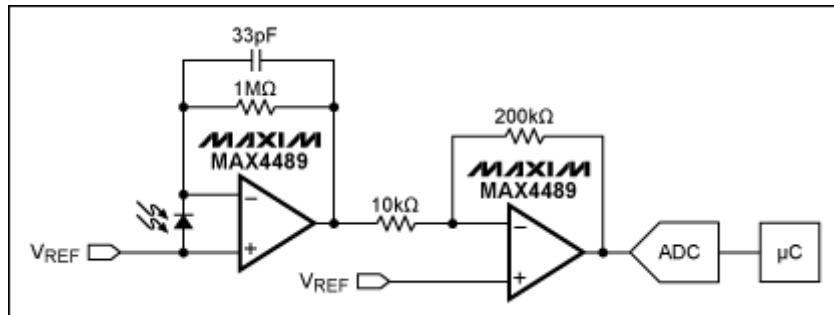 33pF
1MΩ
MAXIM
MAX4489
VREF
10kΩ
200kΩ
MAXIM
MAX4489
VREF
ADC
µC